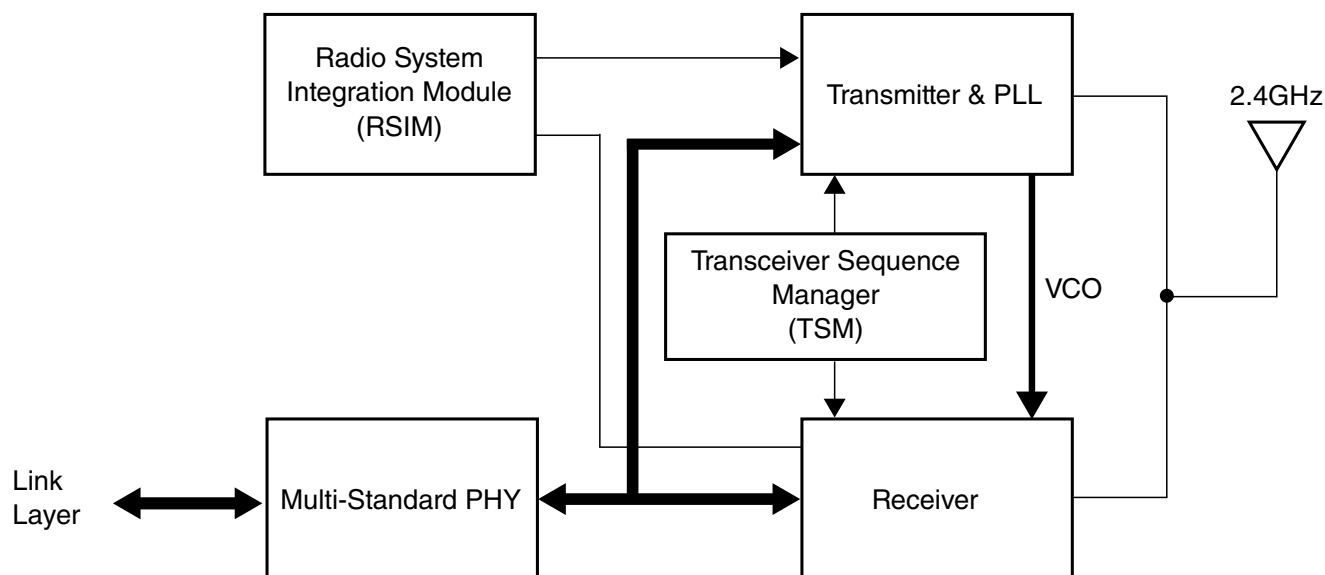 Radio System
Integration Module
(RSIM)
Transmitter & PLL
2.4GHz
Transceiver Sequence
Manager
(TSM)
VCO
Link
Layer
Multi-Standard PHY
Receiver